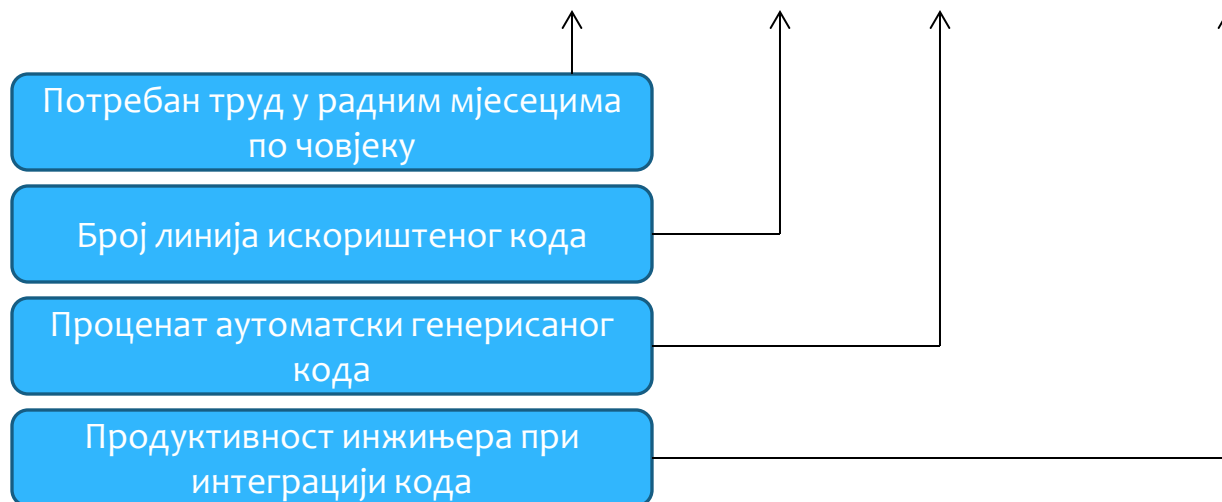 Потребан труд у радним мјесецима
по човјеку
Број линија искориштеног кода
Проценат аутоматски генерисаног
кода
Продуктивност инжињера при
интеграцији кода